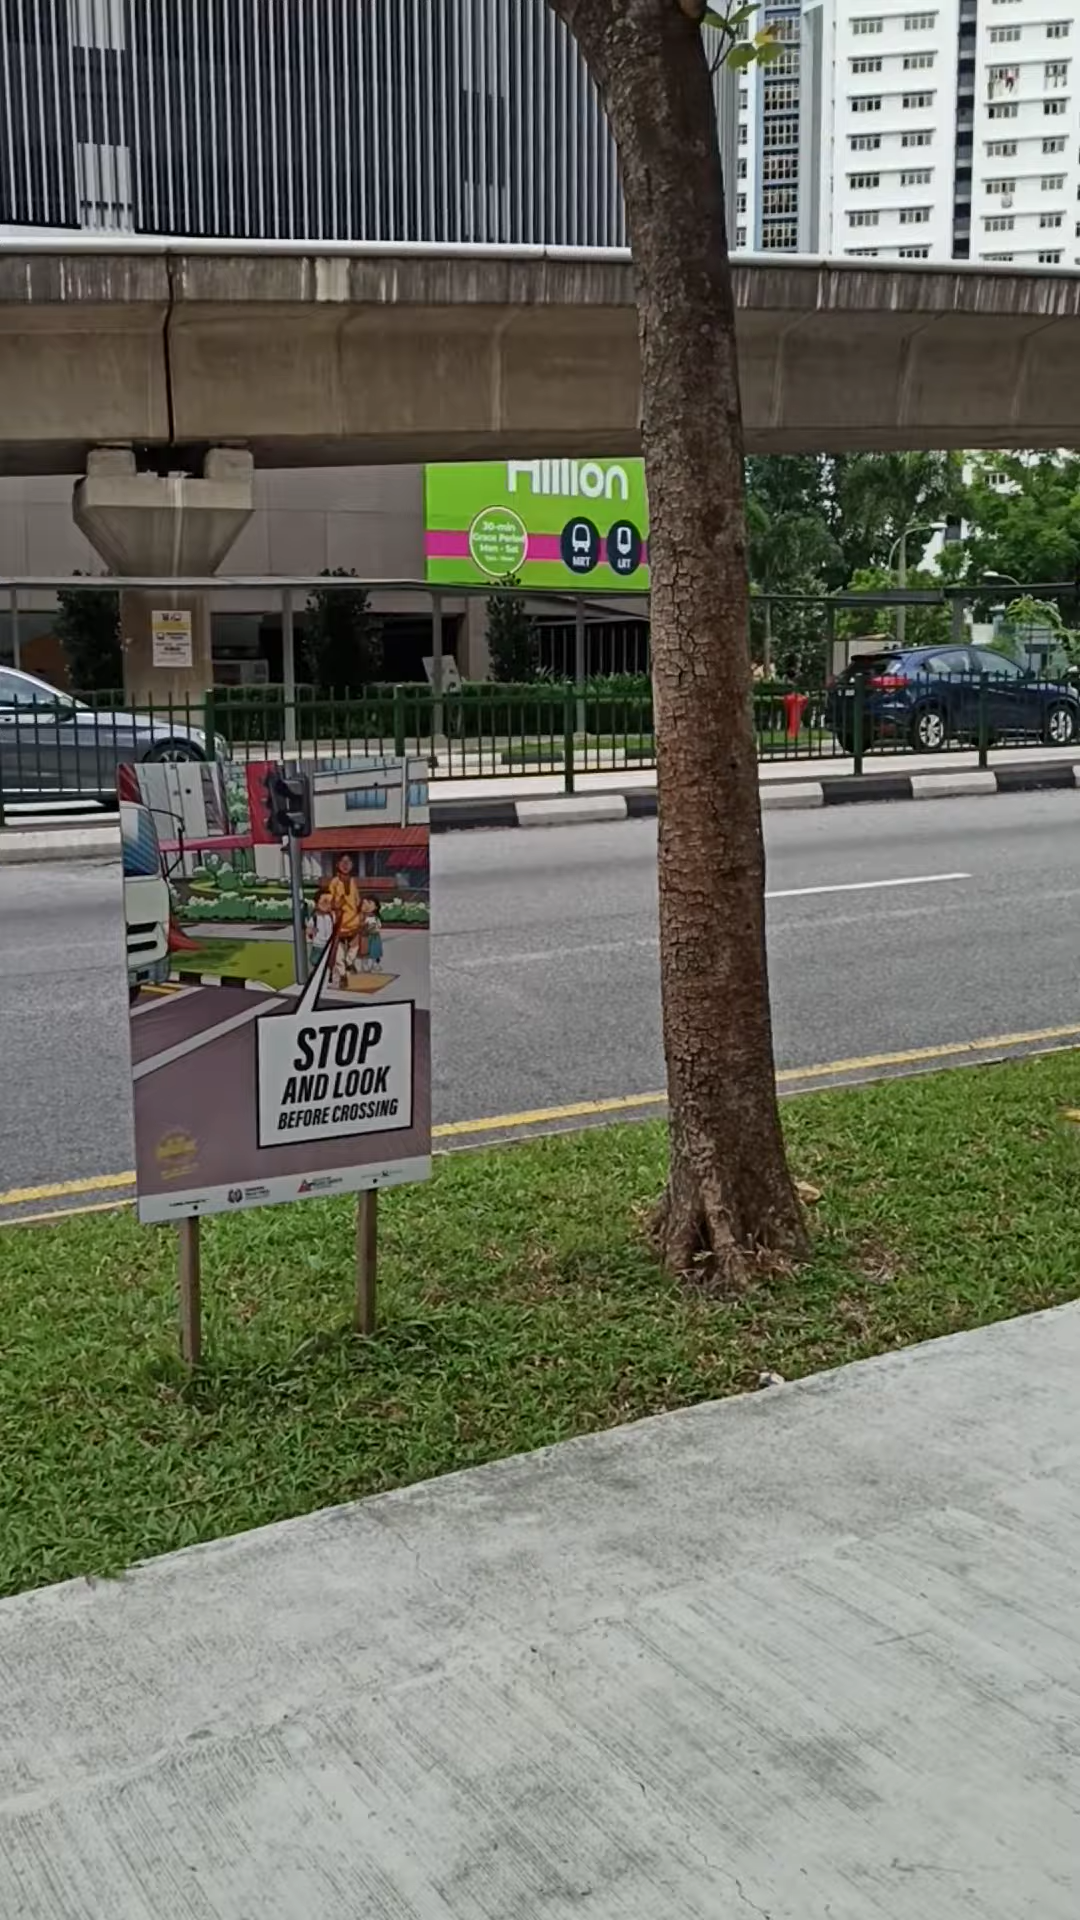 Hillion
30-min
Grace Period
Mon - Sat
MRT
LRT
STOP
AND LOOK
BEFORE CROSSING